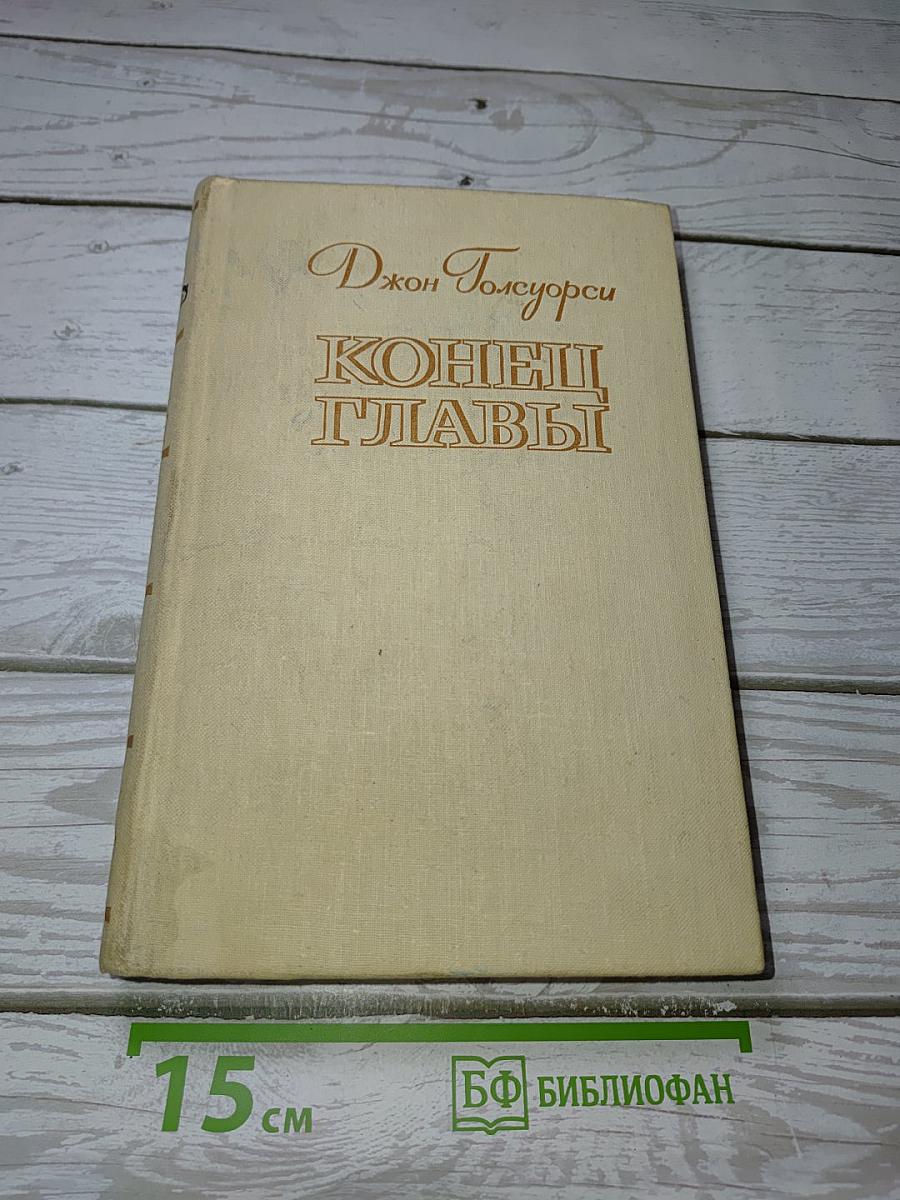 Джон Голсуорси
КОНЕЦ
ГЛАВЫ
15 см
БФ БИБЛИОФАН